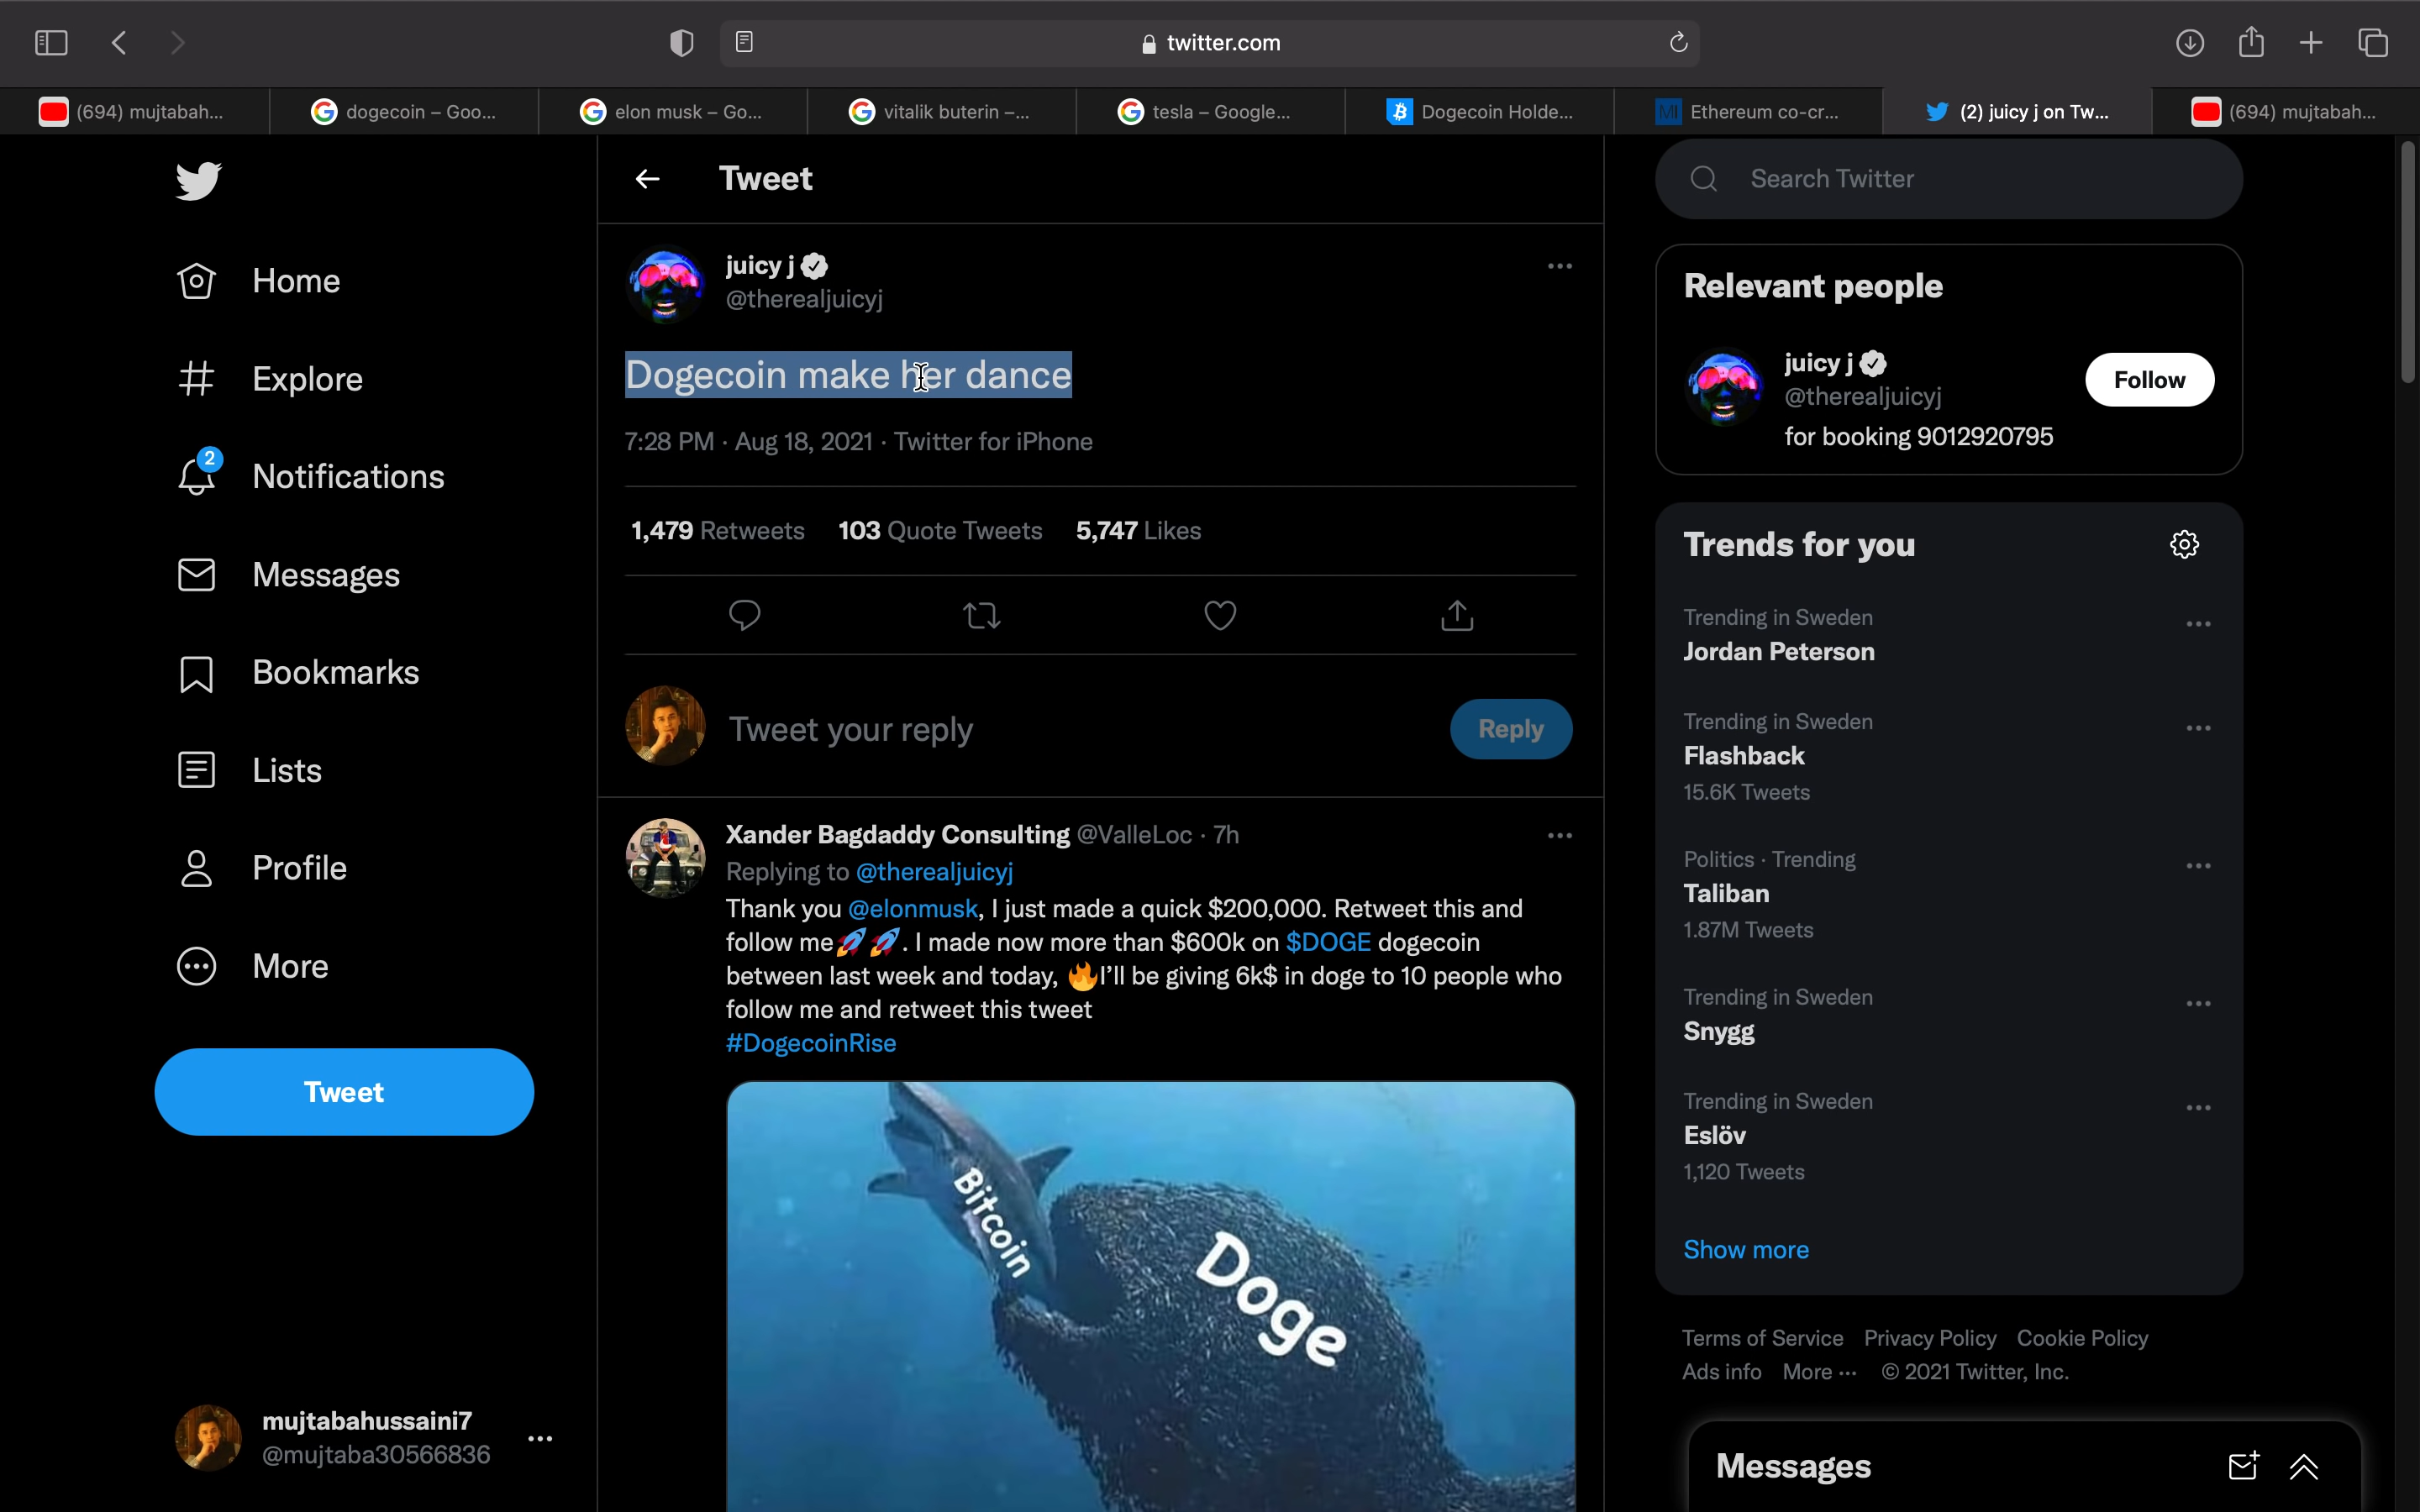 twitter.com
(694) mujtabah...
dogecoin – Goo...
elon musk – Go...
vitalik buterin –...
tesla – Google...
Dogecoin Holde...
MI Ethereum co-cr...
(2) juicy j on Tw...
(694) mujtabah...
Home
Explore
2
Notifications
Messages
Bookmarks
Lists
Profile
More
Tweet
mujtabahussaini7
@mujtaba30566836
Tweet
juicy j
@therealjuicyj
Dogecoin make her dance
7:28 PM · Aug 18, 2021 · Twitter for iPhone
1,479 Retweets 103 Quote Tweets 5,747 Likes
Tweet your reply
Reply
Xander Bagdaddy Consulting @ValleLoc · 7h
Replying to @therealjuicyj
Thank you @elonmusk, I just made a quick $200,000. Retweet this and
follow me🚀🚀. I made now more than $600k on $DOGE dogecoin
between last week and today, 🔥I’ll be giving 6k$ in doge to 10 people who
follow me and retweet this tweet
#DogecoinRise
Bitcoin
Doge
Search Twitter
Relevant people
juicy j
@therealjuicyj
Follow
for booking 9012920795
Trends for you
Trending in Sweden
Jordan Peterson
Trending in Sweden
Flashback
15.6K Tweets
Politics · Trending
Taliban
1.87M Tweets
Trending in Sweden
Snygg
Trending in Sweden
Eslöv
1,120 Tweets
Show more
Terms of Service Privacy Policy Cookie Policy
Ads info More ··· © 2021 Twitter, Inc.
Messages